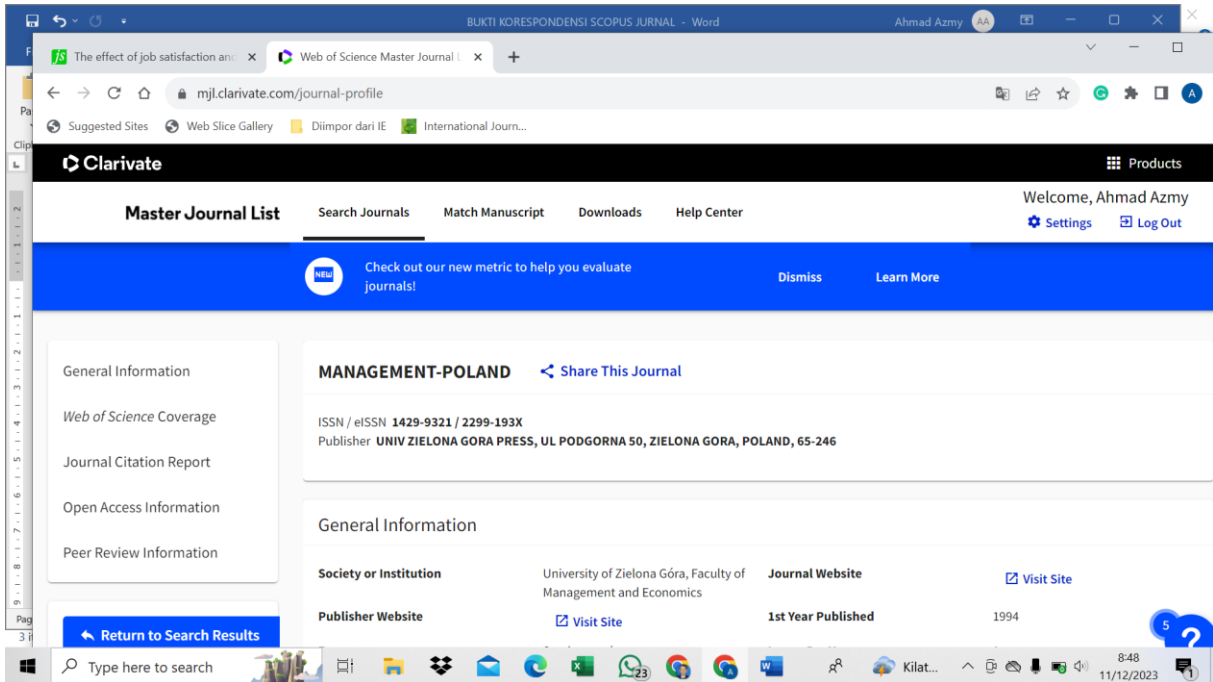 BUKTI KORESPONDENSI SCOPUS JURNAL - Word
Ahmad Azmy
AA
The effect of job satisfaction and
Web of Science Master Journal L
mjl.clarivate.com/journal-profile
A
Suggested Sites
Web Slice Gallery
Diimpor dari IE
International Journ...
Clarivate
Products
Master Journal List
Search Journals
Match Manuscript
Downloads
Help Center
Welcome, Ahmad Azmy
Settings
Log Out
NEW
Check out our new metric to help you evaluate
journals!
Dismiss
Learn More
General Information
Web of Science Coverage
Journal Citation Report
Open Access Information
Peer Review Information
Return to Search Results
MANAGEMENT-POLAND
Share This Journal
ISSN / eISSN 1429-9321 / 2299-193X
Publisher UNIV ZIELONA GORA PRESS, UL PODGORNA 50, ZIELONA GORA, POLAND, 65-246
General Information
Society or Institution
University of Zielona Góra, Faculty of
Management and Economics
Journal Website
Visit Site
Publisher Website
Visit Site
1st Year Published
1994
5
?
Type here to search
23
Kilat...
8:48
11/12/2023
1